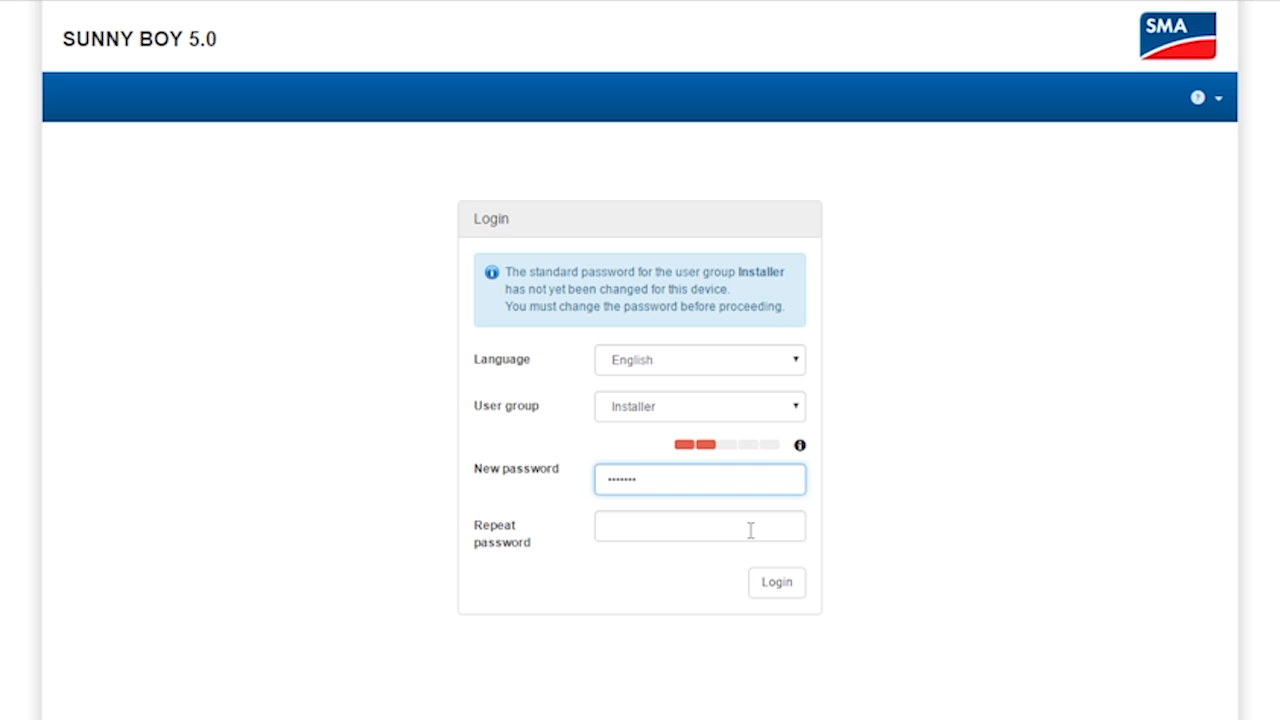 SUNNY BOY 5.0
SMA
Login
The standard password for the user group Installer
has not yet been changed for this device.
You must change the password before proceeding.
Language
English
User group
Installer
New password
•••••••
Repeat
password
Login